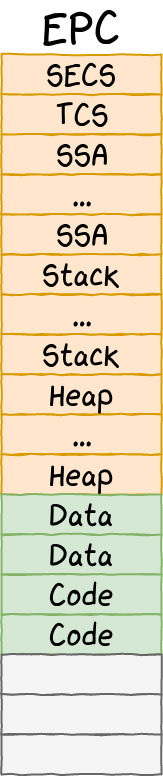 EPC
SECS
TCS
SSA
...
SSA
Stack
...
Stack
Heap
...
Heap
Data
Data
Code
Code